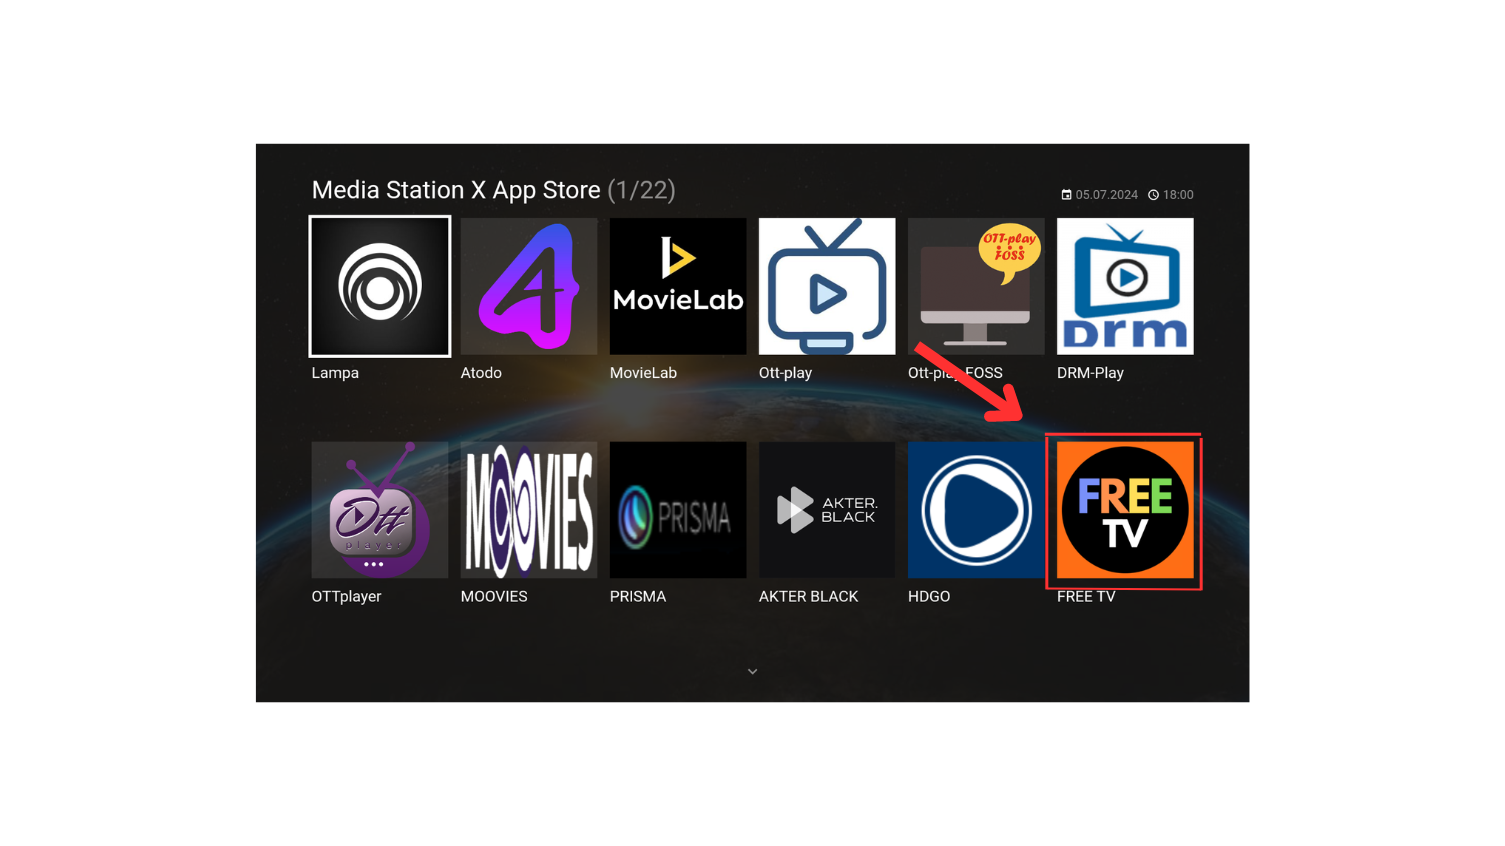 Media Station X App Store (1/22)
05.07.2024 18:00
MovieLab
OTT-play
FOSS
Drm
Lampa
Atodo
MovieLab
Ott-play
Ott-play FOSS
DRM-Play
Ott
player
MOOVIES
PRISMA
AKTER.
BLACK
FREE
TV
OTTplayer
MOOVIES
PRISMA
AKTER BLACK
HDGO
FREE TV